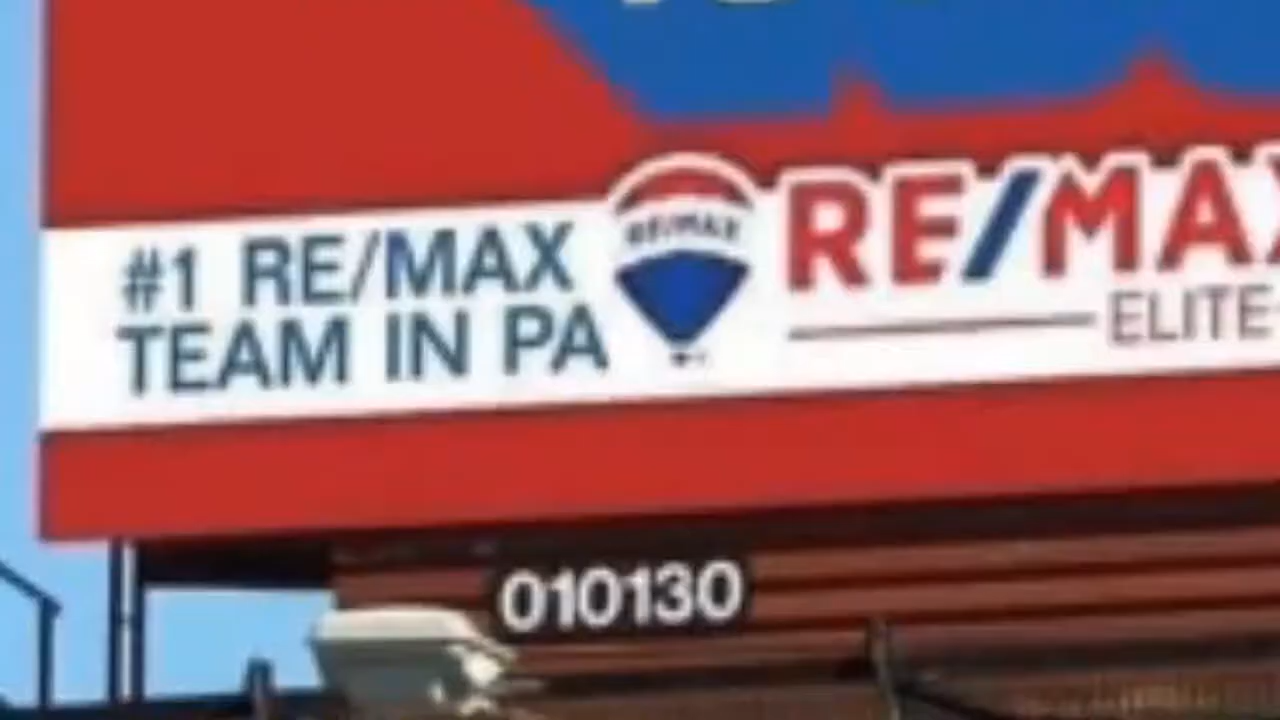 #1 RE/MAX
TEAM IN PA
RE/MAX
RE/MAX
ELITE
010130